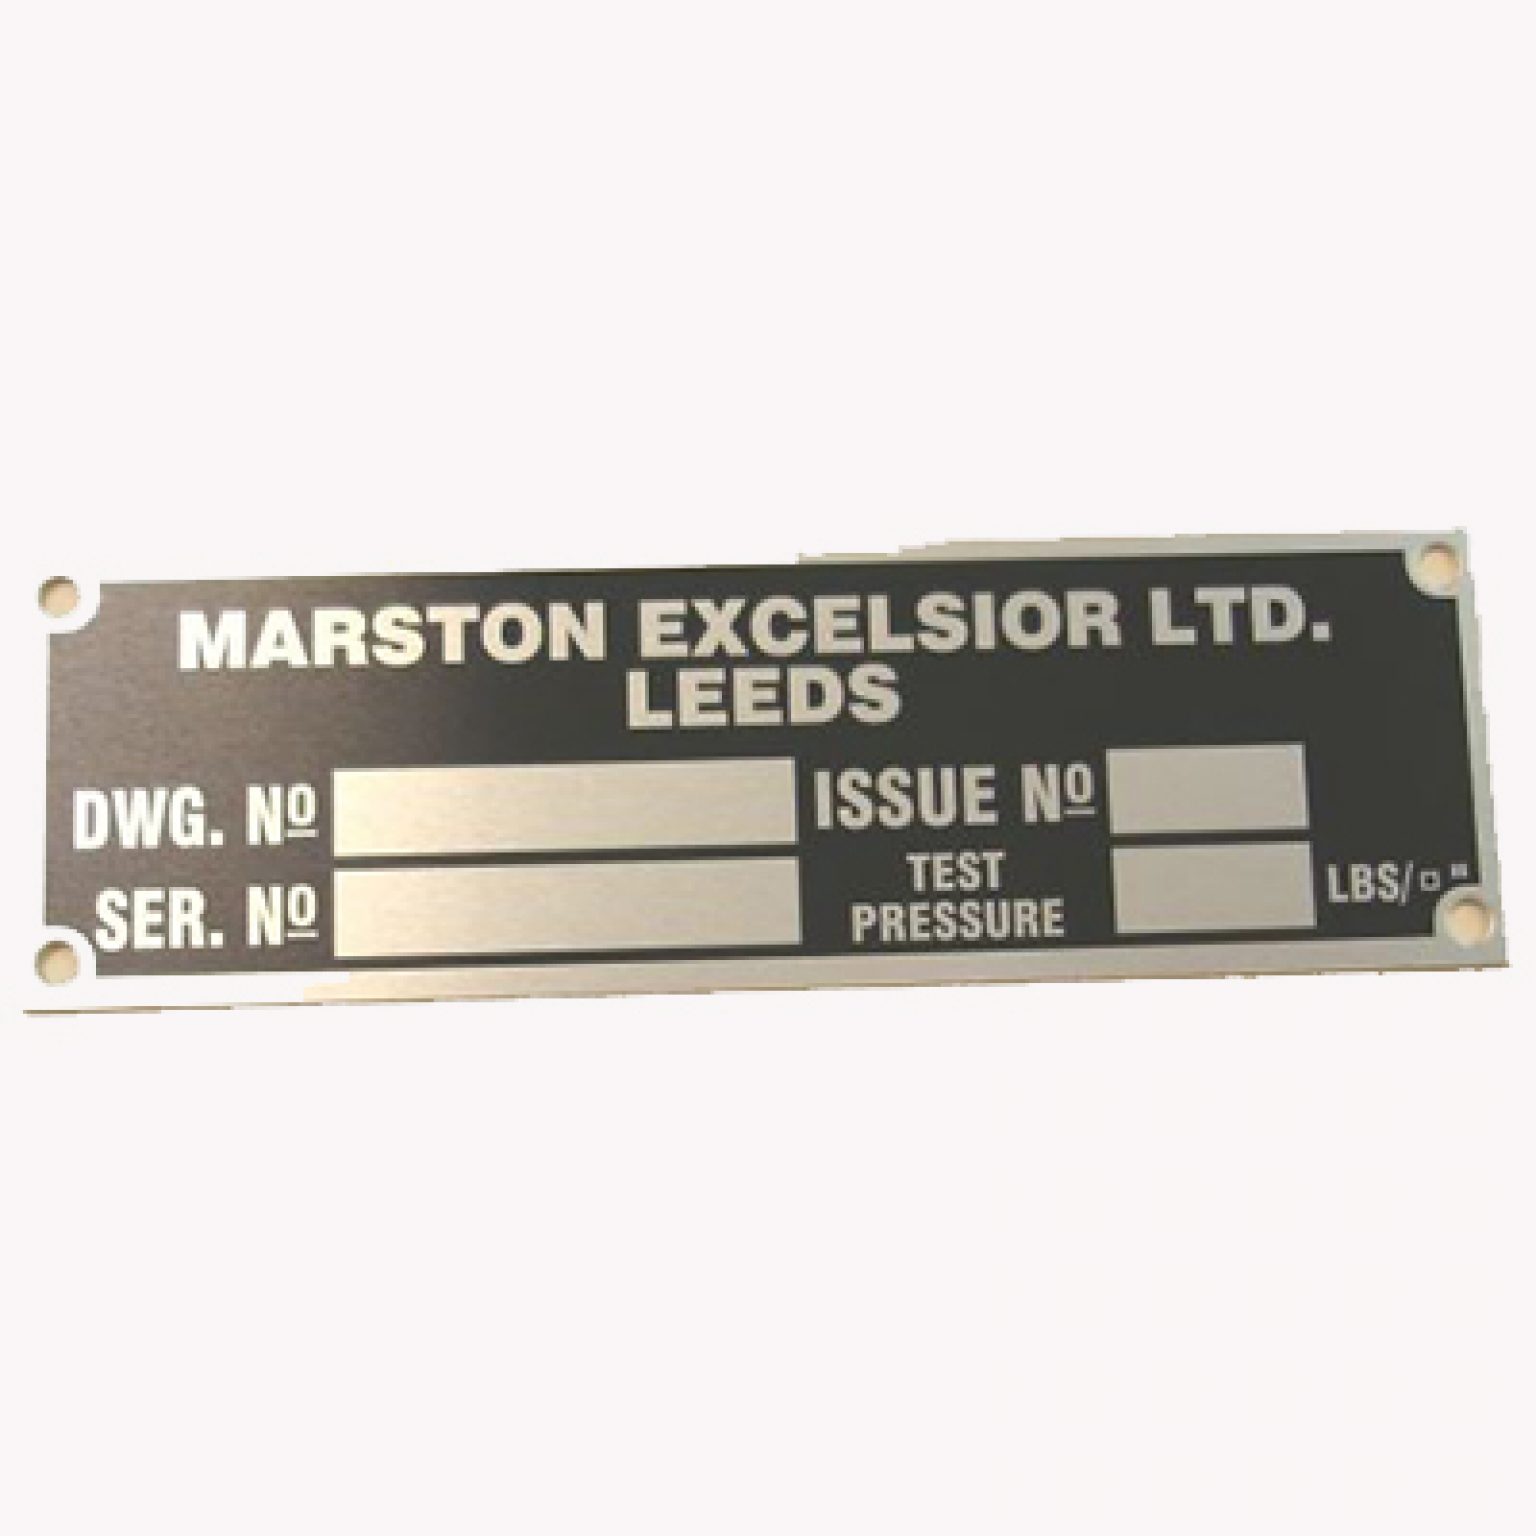 MARSTON EXCELSIOR LTD.
LEEDS
DWG. Nº ISSUE Nº
SER. Nº TEST PRESSURE LBS/□"